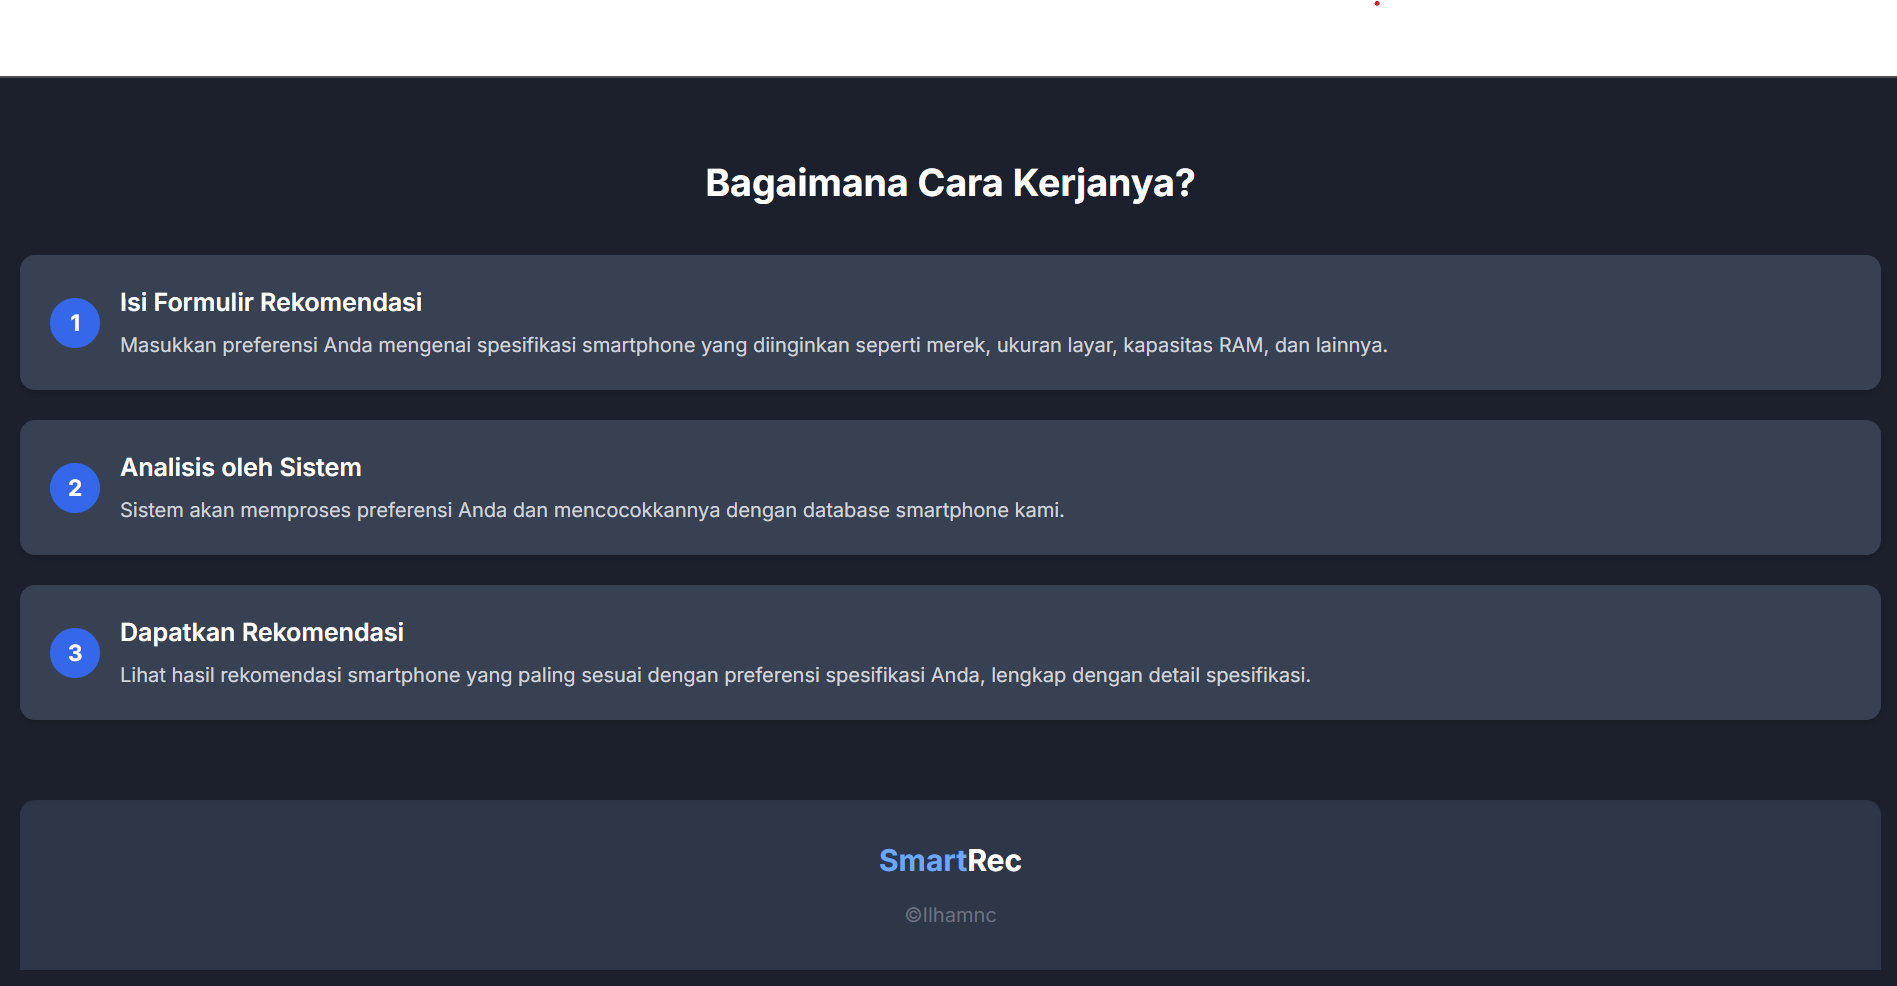 Bagaimana Cara Kerjanya?
1
Isi Formulir Rekomendasi
Masukkan preferensi Anda mengenai spesifikasi smartphone yang diinginkan seperti merek, ukuran layar, kapasitas RAM, dan lainnya.
2
Analisis oleh Sistem
Sistem akan memproses preferensi Anda dan mencocokkannya dengan database smartphone kami.
3
Dapatkan Rekomendasi
Lihat hasil rekomendasi smartphone yang paling sesuai dengan preferensi spesifikasi Anda, lengkap dengan detail spesifikasi.
SmartRec
©Ilhamnc